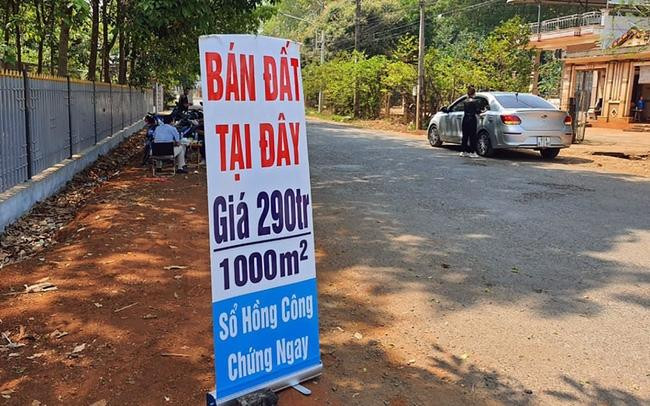 BÁN ĐẤT
TẠI ĐÂY
Giá 290tr
1000m²
Sổ Hồng Công
Chứng Ngay